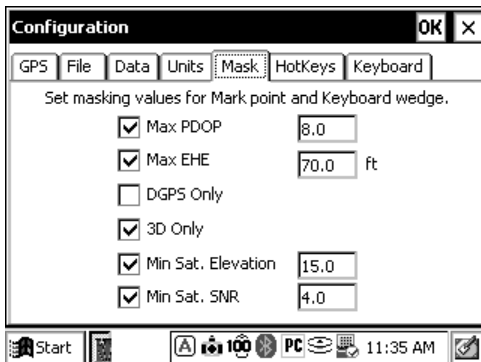 Configuration OK ×
GPS File Data Units Mask HotKeys Keyboard
Set masking values for Mark point and Keyboard wedge.
Max PDOP 8.0
Max EHE 70.0 ft
DGPS Only
3D Only
Min Sat. Elevation 15.0
Min Sat. SNR 4.0
Start A 100 PC 11:35 AM